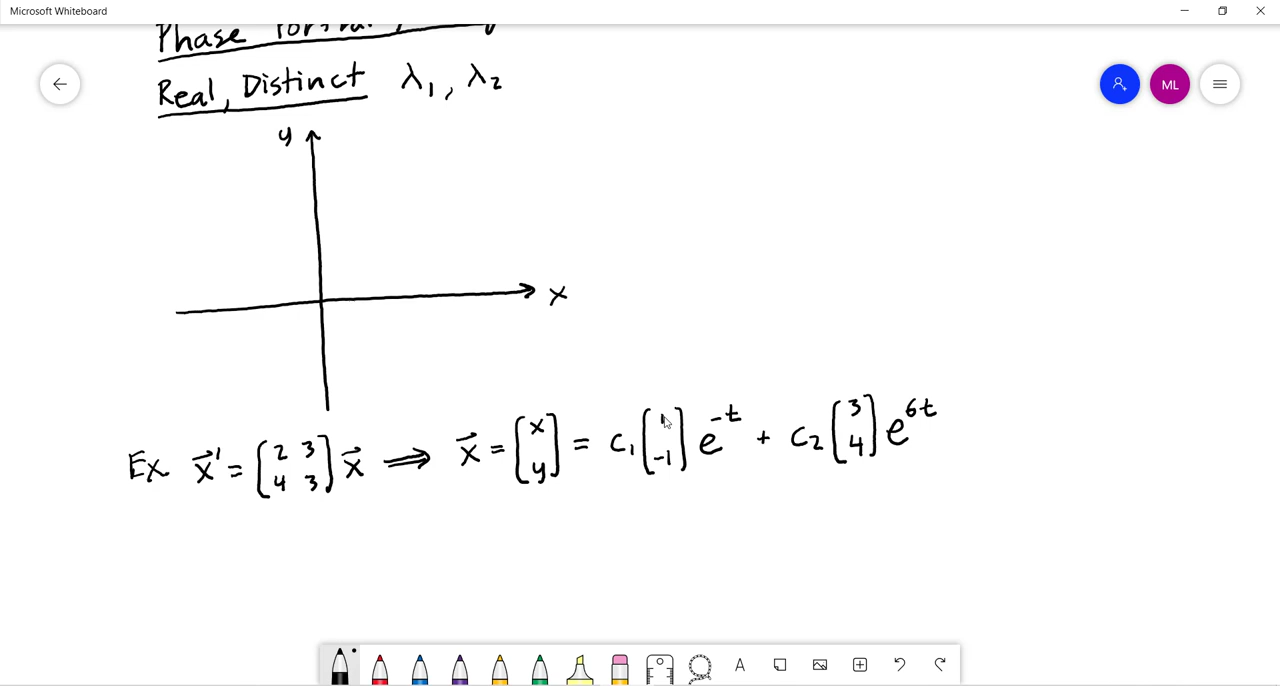 Microsoft Whiteboard
Phase
Real, Distinct λ₁, λ₂
ML
y
x
Ex x⃗' = [2 3; 4 3] x⃗ ⟹ x⃗ = [x; y] = c₁ [1; -1] e^{-t} + c₂ [3; 4] e^{6t}
A